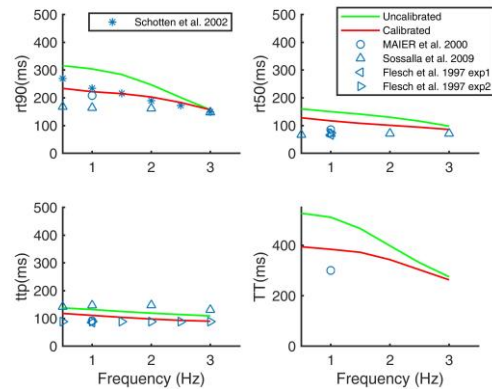 Schotten et al. 2002
500
400
300
200
100
0
rt90(ms)
1
2
3
Uncalibrated
Calibrated
MAIER et al. 2000
Sossalla et al. 2009
Flesch et al. 1997 exp1
Flesch et al. 1997 exp2
500
400
300
200
100
0
rt50(ms)
1
2
3
500
400
300
200
100
0
ttp(ms)
1
2
3
Frequency (Hz)
400
200
TT(ms)
1
2
3
Frequency (Hz)